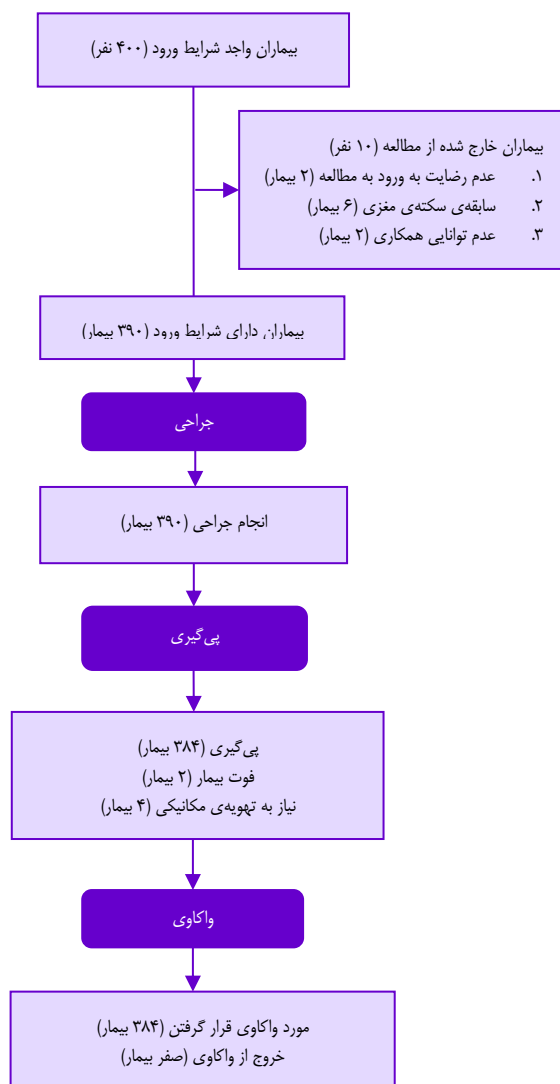 بیماران واجد شرایط ورود (۴۰۰ نفر)
بیماران خارج شده از مطالعه (۱۰ نفر)
۱. عدم رضایت به ورود به مطالعه (۲ بیمار)
۲. سابقه‌ی سکته‌ی مغزی (۶ بیمار)
۳. عدم توانایی همکاری (۲ بیمار)
بیماران دارای شرایط ورود (۳۹۰ بیمار)
جراحی
انجام جراحی (۳۹۰ بیمار)
پی‌گیری
پی‌گیری (۳۸۴ بیمار)
فوت بیمار (۲ بیمار)
نیاز به تهویه‌ی مکانیکی (۴ بیمار)
واکاوی
مورد واکاوی قرار گرفتن (۳۸۴ بیمار)
خروج از واکاوی (صفر بیمار)